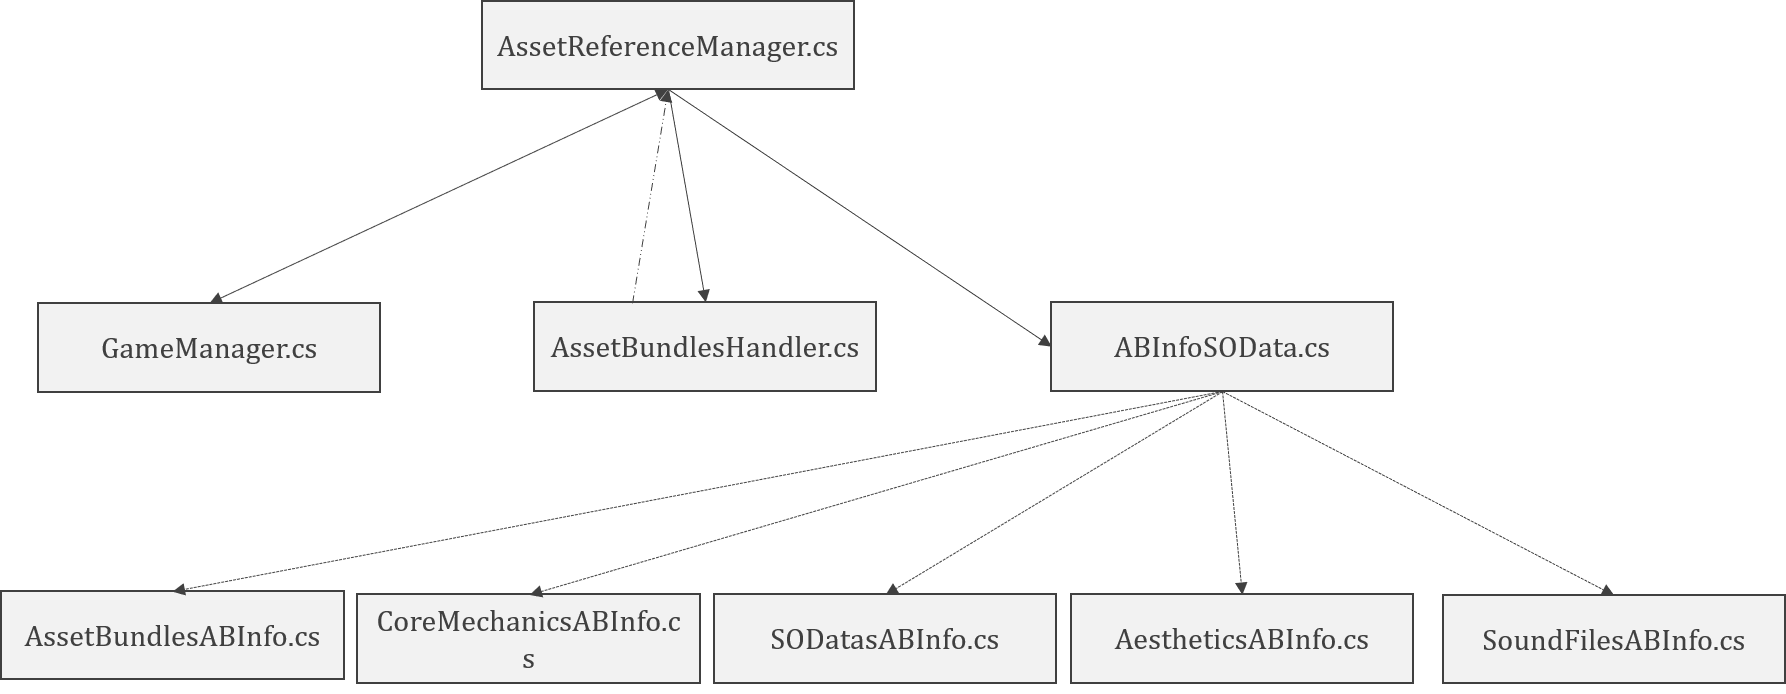 AssetReferenceManager.cs
GameManager.cs
AssetBundlesHandler.cs
ABInfoSOData.cs
AssetBundlesABInfo.cs
CoreMechanicsABInfo.c
s
SODatasABInfo.cs
AestheticsABInfo.cs
SoundFilesABInfo.cs